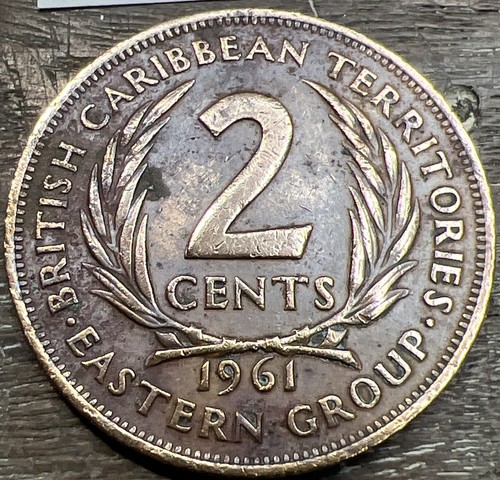 BRITISH CARIBBEAN TERRITORIES
2
CENTS
1961
EASTERN GROUP